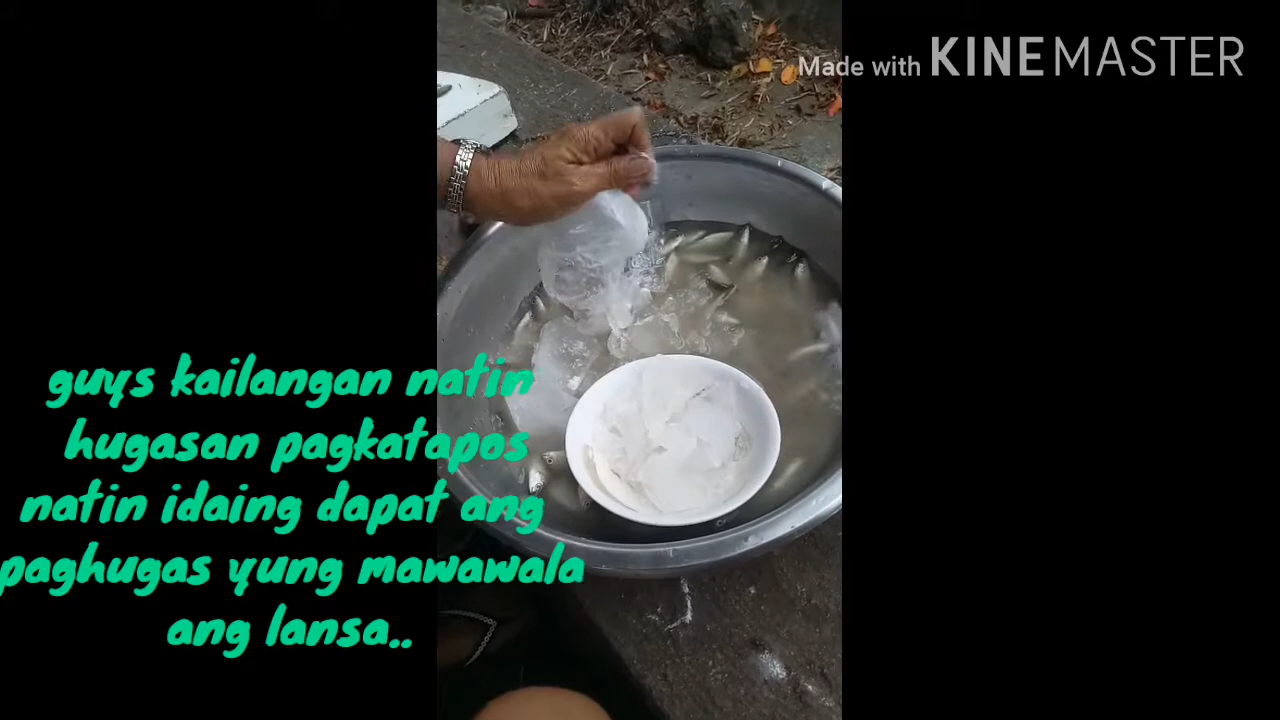 Made with KINEMASTER
guys kailangan natin
hugasan pagkatapos
natin idaing dapat ang
paghugas yung mawawala
ang lansa..